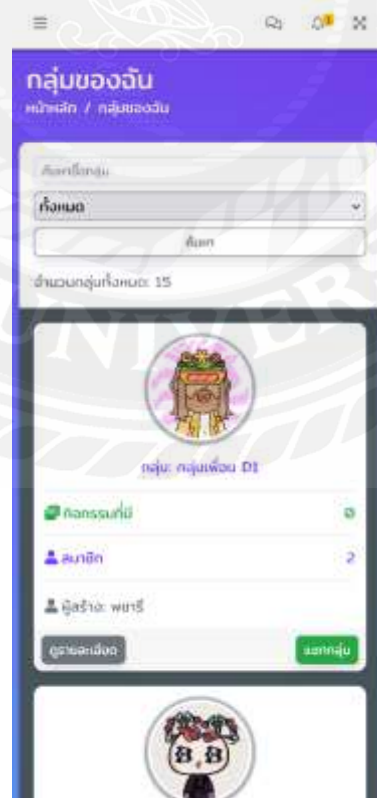 กลุ่มของฉัน
หน้าหลัก / กลุ่มของฉัน
ค้นหาชื่อกลุ่ม
ทั้งหมด
ค้นหา
จำนวนกลุ่มทั้งหมด: 15
กลุ่ม: กลุ่มเพื่อน D1
กิจกรรมที่มี 0
สมาชิก 2
ผู้สร้าง: พยารี
ดูรายละเอียด แชทกลุ่ม